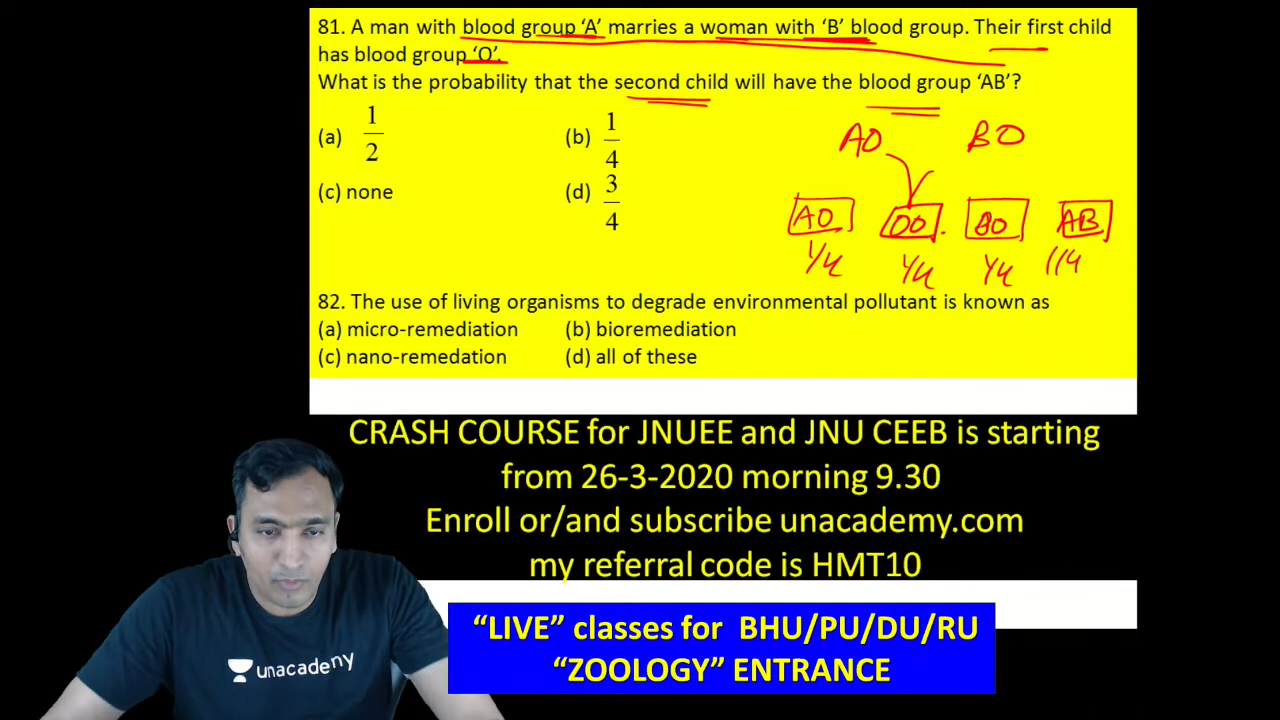 81. A man with blood group ‘A’ marries a woman with ‘B’ blood group. Their first child
has blood group ‘O’.
What is the probability that the second child will have the blood group ‘AB’?
(a) 1/2 (b) 1/4
(c) none (d) 3/4
AO BO
AO OO BO AB
1/4 1/4 1/4 1/4
82. The use of living organisms to degrade environmental pollutant is known as
(a) micro-remediation (b) bioremediation
(c) nano-remedation (d) all of these
CRASH COURSE for JNUEE and JNU CEEB is starting
from 26-3-2020 morning 9.30
Enroll or/and subscribe unacademy.com
my referral code is HMT10
“LIVE” classes for BHU/PU/DU/RU
“ZOOLOGY” ENTRANCE
unacademy